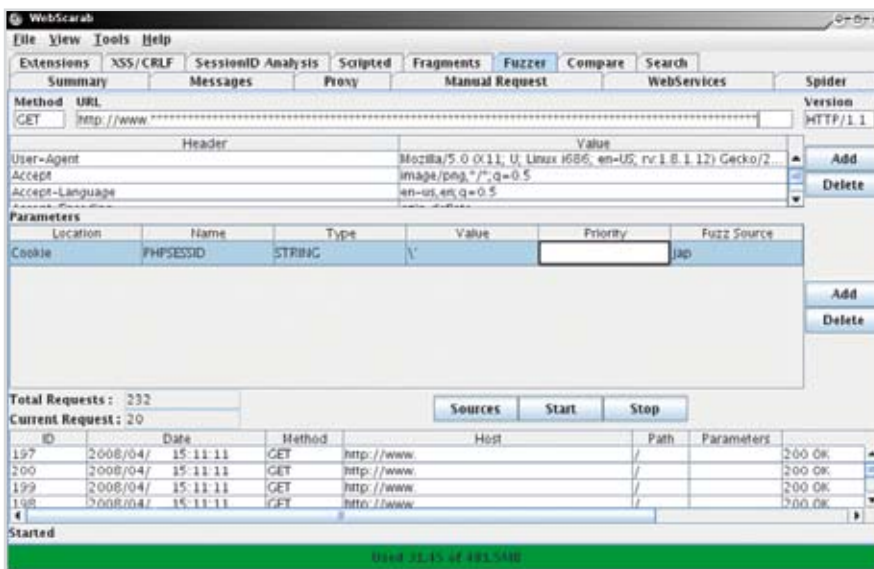 WebScarab
File View Tools Help
Extensions XSS/CRLF SessionID Analysis Scripted Fragments Fuzzer Compare Search
Summary Messages Proxy Manual Request WebServices Spider
Method URL Version
GET http://www. HTTP/1.1
Header Value
User-Agent Mozilla/5.0 (X11; U; Linux i686; en-US; rv:1.8.1.12) Gecko/2...
Accept image/png,*/*;q=0.5
Accept-Language en-us,en;q=0.5
Add
Delete
Parameters
Location Name Type Value Priority Fuzz Source
Cookie PHPSESSID STRING \' jap
Add
Delete
Total Requests: 232
Current Request: 20
Sources Start Stop
ID Date Method Host Path Parameters
197 2008/04/ 15:11:11 GET http://www. / 200 OK
200 2008/04/ 15:11:11 GET http://www. / 200 OK
199 2008/04/ 15:11:11 GET http://www. / 200 OK
198 2008/04/ 15:11:11 GET http://www. / 200 OK
Started
Used 31.45 of 493.5MB